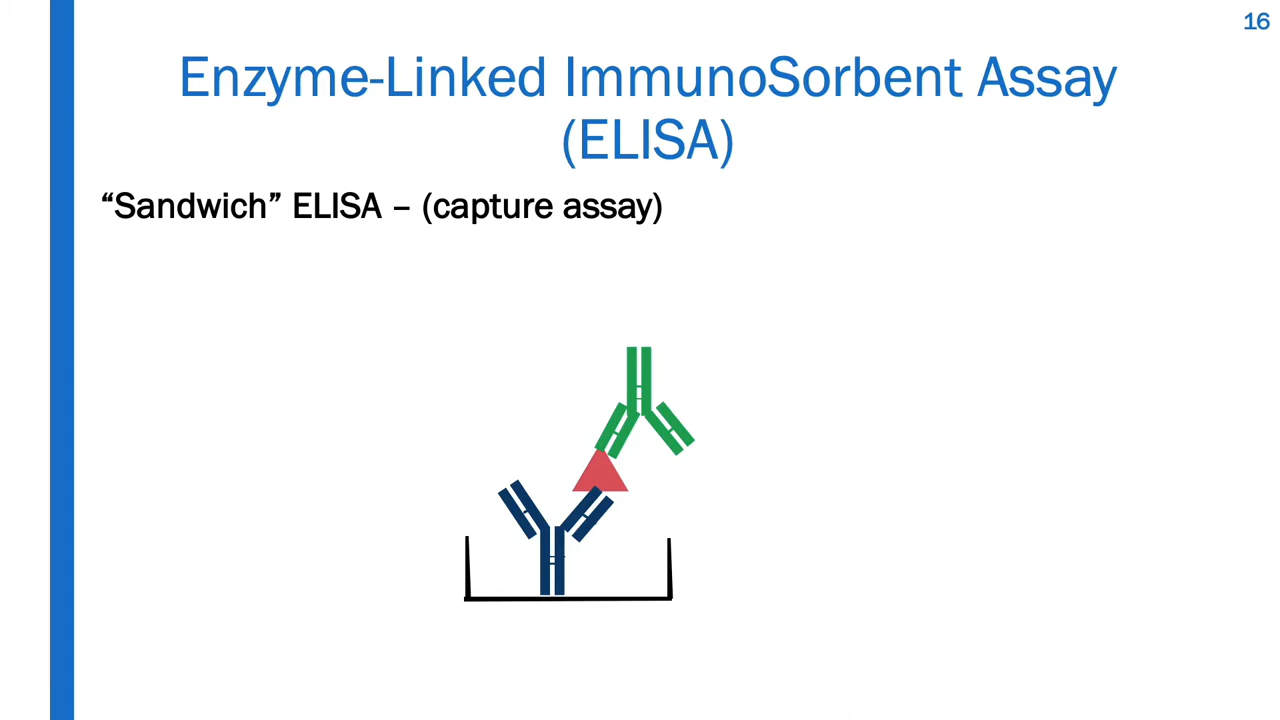 16
Enzyme-Linked ImmunoSorbent Assay
(ELISA)
“Sandwich” ELISA – (capture assay)